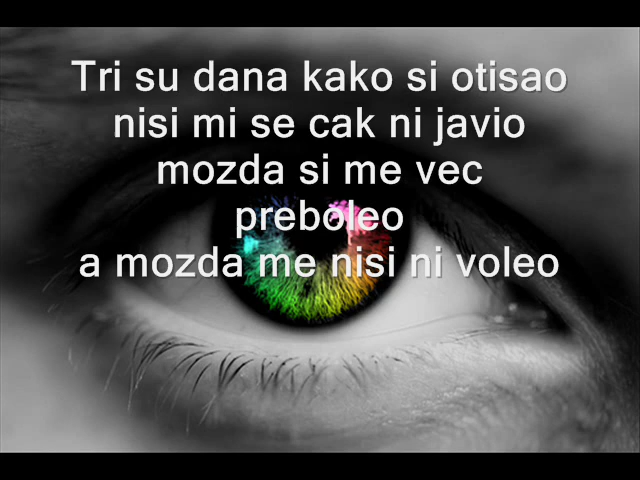 Tri su dana kako si otisao
nisi mi se cak ni javio
mozda si me vec
preboleo
a mozda me nisi ni voleo